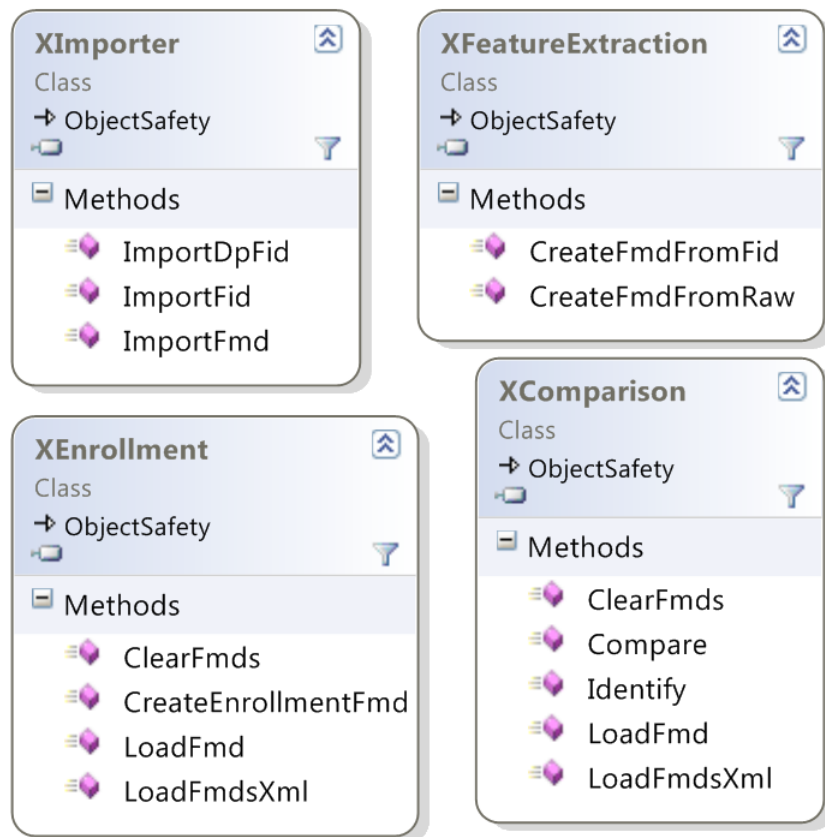 XImporter
Class
ObjectSafety
Methods
ImportDpFid
ImportFid
ImportFmd
XFeatureExtraction
Class
ObjectSafety
Methods
CreateFmdFromFid
CreateFmdFromRaw
XEnrollment
Class
ObjectSafety
Methods
ClearFmds
CreateEnrollmentFmd
LoadFmd
LoadFmdsXml
XComparison
Class
ObjectSafety
Methods
ClearFmds
Compare
Identify
LoadFmd
LoadFmdsXml